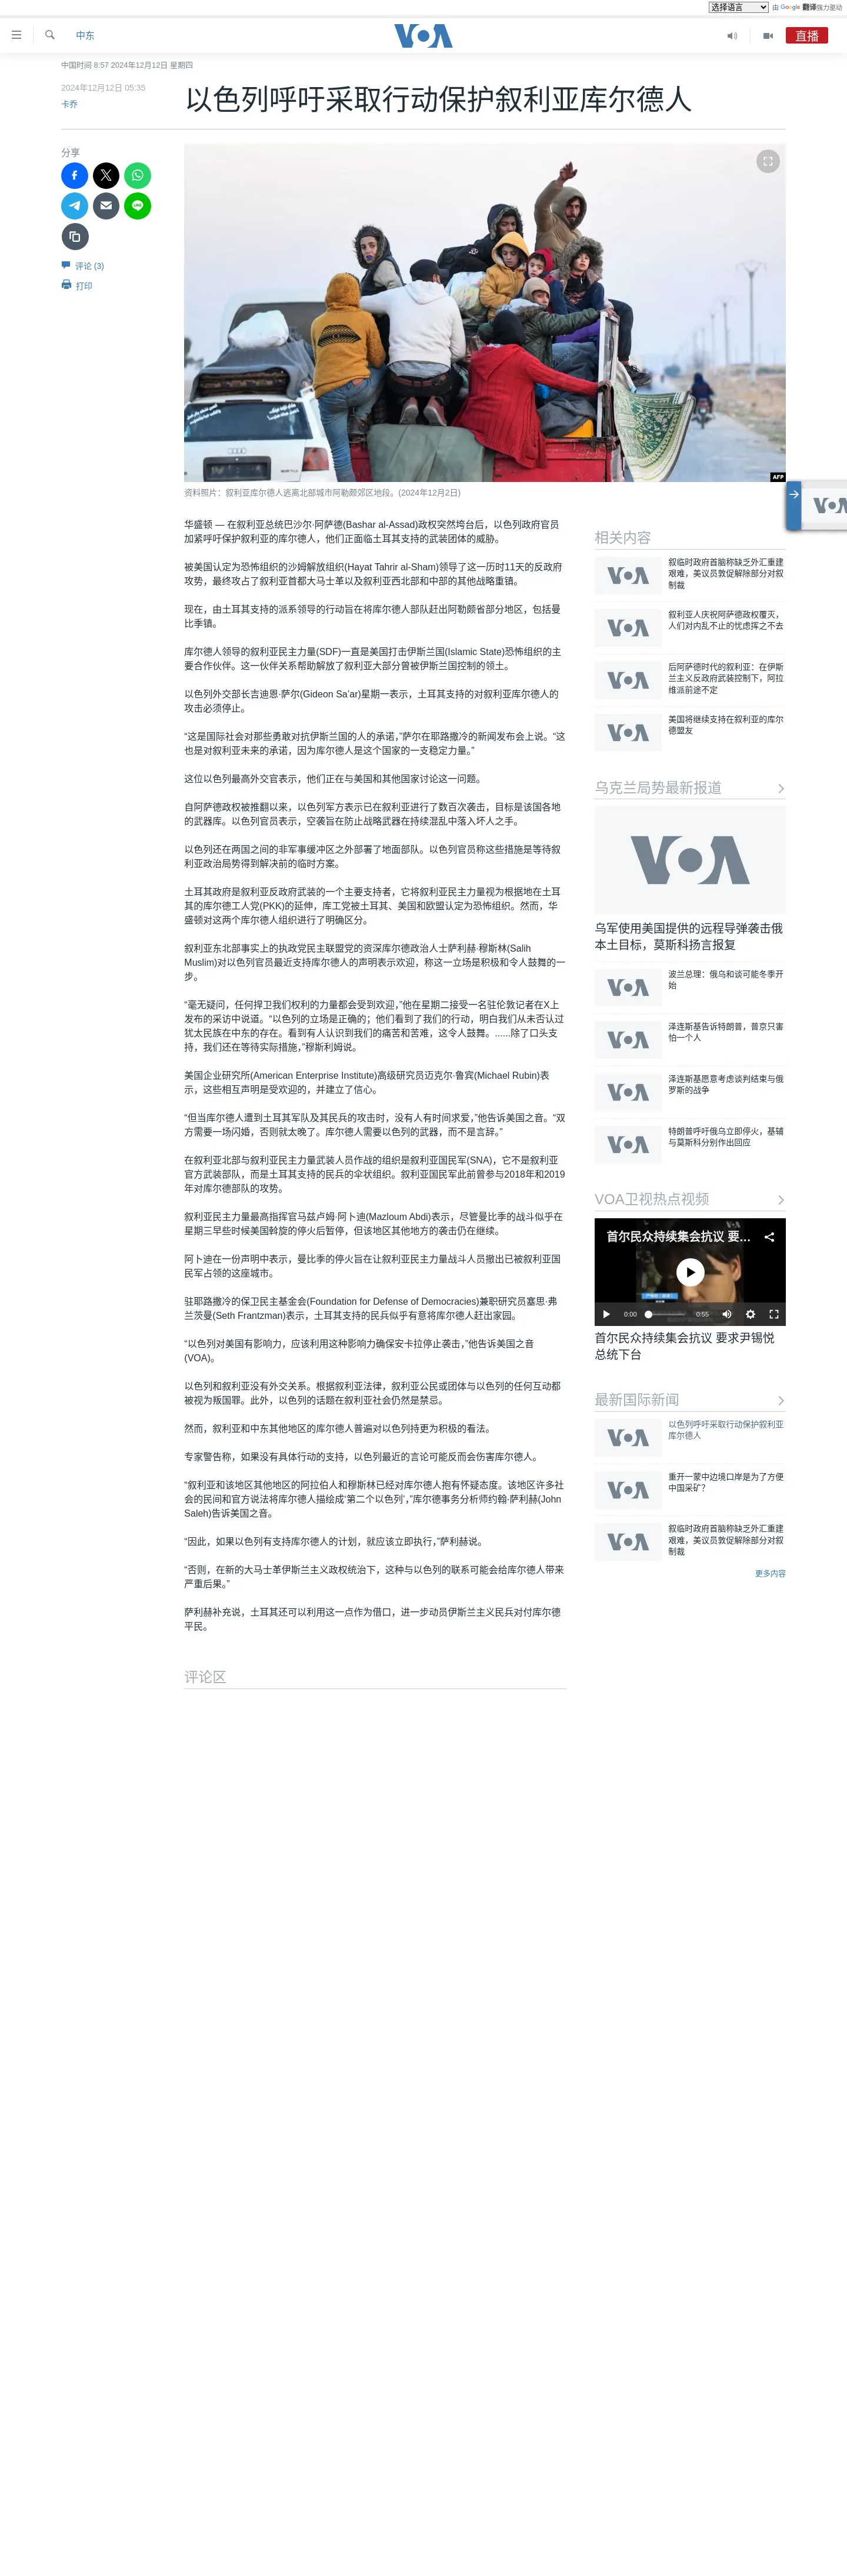 选择语言
由 Google 翻译强力驱动
中东
VOA
直播
中国时间 8:57 2024年12月12日 星期四
2024年12月12日 05:35
卡乔
以色列呼吁采取行动保护叙利亚库尔德人
分享
评论 (3)
打印
AFP
资料照片：叙利亚库尔德人逃离北部城市阿勒颇郊区地段。(2024年12月2日)
华盛顿 — 在叙利亚总统巴沙尔·阿萨德(Bashar al-Assad)政权突然垮台后，以色列政府官员
加紧呼吁保护叙利亚的库尔德人，他们正面临土耳其支持的武装团体的威胁。
被美国认定为恐怖组织的沙姆解放组织(Hayat Tahrir al-Sham)领导了这一历时11天的反政府
攻势，最终攻占了叙利亚首都大马士革以及叙利亚西北部和中部的其他战略重镇。
现在，由土耳其支持的派系领导的行动旨在将库尔德人部队赶出阿勒颇省部分地区，包括曼
比季镇。
库尔德人领导的叙利亚民主力量(SDF)一直是美国打击伊斯兰国(Islamic State)恐怖组织的主
要合作伙伴。这一伙伴关系帮助解放了叙利亚大部分曾被伊斯兰国控制的领土。
以色列外交部长吉迪恩·萨尔(Gideon Sa’ar)星期一表示，土耳其支持的对叙利亚库尔德人的
攻击必须停止。
“这是国际社会对那些勇敢对抗伊斯兰国的人的承诺，”萨尔在耶路撒冷的新闻发布会上说。“这
也是对叙利亚未来的承诺，因为库尔德人是这个国家的一支稳定力量。”
这位以色列最高外交官表示，他们正在与美国和其他国家讨论这一问题。
自阿萨德政权被推翻以来，以色列军方表示已在叙利亚进行了数百次袭击，目标是该国各地
的武器库。以色列官员表示，空袭旨在防止战略武器在持续混乱中落入坏人之手。
以色列还在两国之间的非军事缓冲区之外部署了地面部队。以色列官员称这些措施是等待叙
利亚政治局势得到解决前的临时方案。
土耳其政府是叙利亚反政府武装的一个主要支持者，它将叙利亚民主力量视为根据地在土耳
其的库尔德工人党(PKK)的延伸，库工党被土耳其、美国和欧盟认定为恐怖组织。然而，华
盛顿对这两个库尔德人组织进行了明确区分。
叙利亚东北部事实上的执政党民主联盟党的资深库尔德政治人士萨利赫·穆斯林(Salih
Muslim)对以色列官员最近支持库尔德人的声明表示欢迎，称这一立场是积极和令人鼓舞的一
步。
“毫无疑问，任何捍卫我们权利的力量都会受到欢迎，”他在星期二接受一名驻伦敦记者在X上
发布的采访中说道。“以色列的立场是正确的；他们看到了我们的行动，明白我们从未否认过
犹太民族在中东的存在。看到有人认识到我们的痛苦和苦难，这令人鼓舞。......除了口头支
持，我们还在等待实际措施，”穆斯利姆说。
美国企业研究所(American Enterprise Institute)高级研究员迈克尔·鲁宾(Michael Rubin)表
示，这些相互声明是受欢迎的，并建立了信心。
“但当库尔德人遭到土耳其军队及其民兵的攻击时，没有人有时间求爱，”他告诉美国之音。“双
方需要一场闪婚，否则就太晚了。库尔德人需要以色列的武器，而不是言辞。”
在叙利亚北部与叙利亚民主力量武装人员作战的组织是叙利亚国民军(SNA)，它不是叙利亚
官方武装部队，而是土耳其支持的民兵的伞状组织。叙利亚国民军此前曾参与2018年和2019
年对库尔德部队的攻势。
叙利亚民主力量最高指挥官马兹卢姆·阿卜迪(Mazloum Abdi)表示，尽管曼比季的战斗似乎在
星期三早些时候美国斡旋的停火后暂停，但该地区其他地方的袭击仍在继续。
阿卜迪在一份声明中表示，曼比季的停火旨在让叙利亚民主力量战斗人员撤出已被叙利亚国
民军占领的这座城市。
驻耶路撒冷的保卫民主基金会(Foundation for Defense of Democracies)兼职研究员塞思·弗
兰茨曼(Seth Frantzman)表示，土耳其支持的民兵似乎有意将库尔德人赶出家园。
“以色列对美国有影响力，应该利用这种影响力确保安卡拉停止袭击，”他告诉美国之音
(VOA)。
以色列和叙利亚没有外交关系。根据叙利亚法律，叙利亚公民或团体与以色列的任何互动都
被视为叛国罪。此外，以色列的话题在叙利亚社会仍然是禁忌。
然而，叙利亚和中东其他地区的库尔德人普遍对以色列持更为积极的看法。
专家警告称，如果没有具体行动的支持，以色列最近的言论可能反而会伤害库尔德人。
“叙利亚和该地区其他地区的阿拉伯人和穆斯林已经对库尔德人抱有怀疑态度。该地区许多社
会的民间和官方说法将库尔德人描绘成‘第二个以色列’，”库尔德事务分析师约翰·萨利赫(John
Saleh)告诉美国之音。
“因此，如果以色列有支持库尔德人的计划，就应该立即执行，”萨利赫说。
“否则，在新的大马士革伊斯兰主义政权统治下，这种与以色列的联系可能会给库尔德人带来
严重后果。”
萨利赫补充说，土耳其还可以利用这一点作为借口，进一步动员伊斯兰主义民兵对付库尔德
平民。
评论区
相关内容
叙临时政府首脑称缺乏外汇重建
艰难，美议员敦促解除部分对叙
制裁
叙利亚人庆祝阿萨德政权覆灭，
人们对内乱不止的忧虑挥之不去
后阿萨德时代的叙利亚：在伊斯
兰主义反政府武装控制下，阿拉
维派前途不定
美国将继续支持在叙利亚的库尔
德盟友
乌克兰局势最新报道
VOA
乌军使用美国提供的远程导弹袭击俄
本土目标，莫斯科扬言报复
波兰总理：俄乌和谈可能冬季开
始
泽连斯基告诉特朗普，普京只害
怕一个人
泽连斯基愿意考虑谈判结束与俄
罗斯的战争
特朗普呼吁俄乌立即停火，基辅
与莫斯科分别作出回应
VOA卫视热点视频
首尔民众持续集会抗议 要...
0:00
0:55
首尔民众持续集会抗议 要求尹锡悦
总统下台
最新国际新闻
以色列呼吁采取行动保护叙利亚
库尔德人
重开一蒙中边境口岸是为了方便
中国采矿？
叙临时政府首脑称缺乏外汇重建
艰难，美议员敦促解除部分对叙
制裁
更多内容